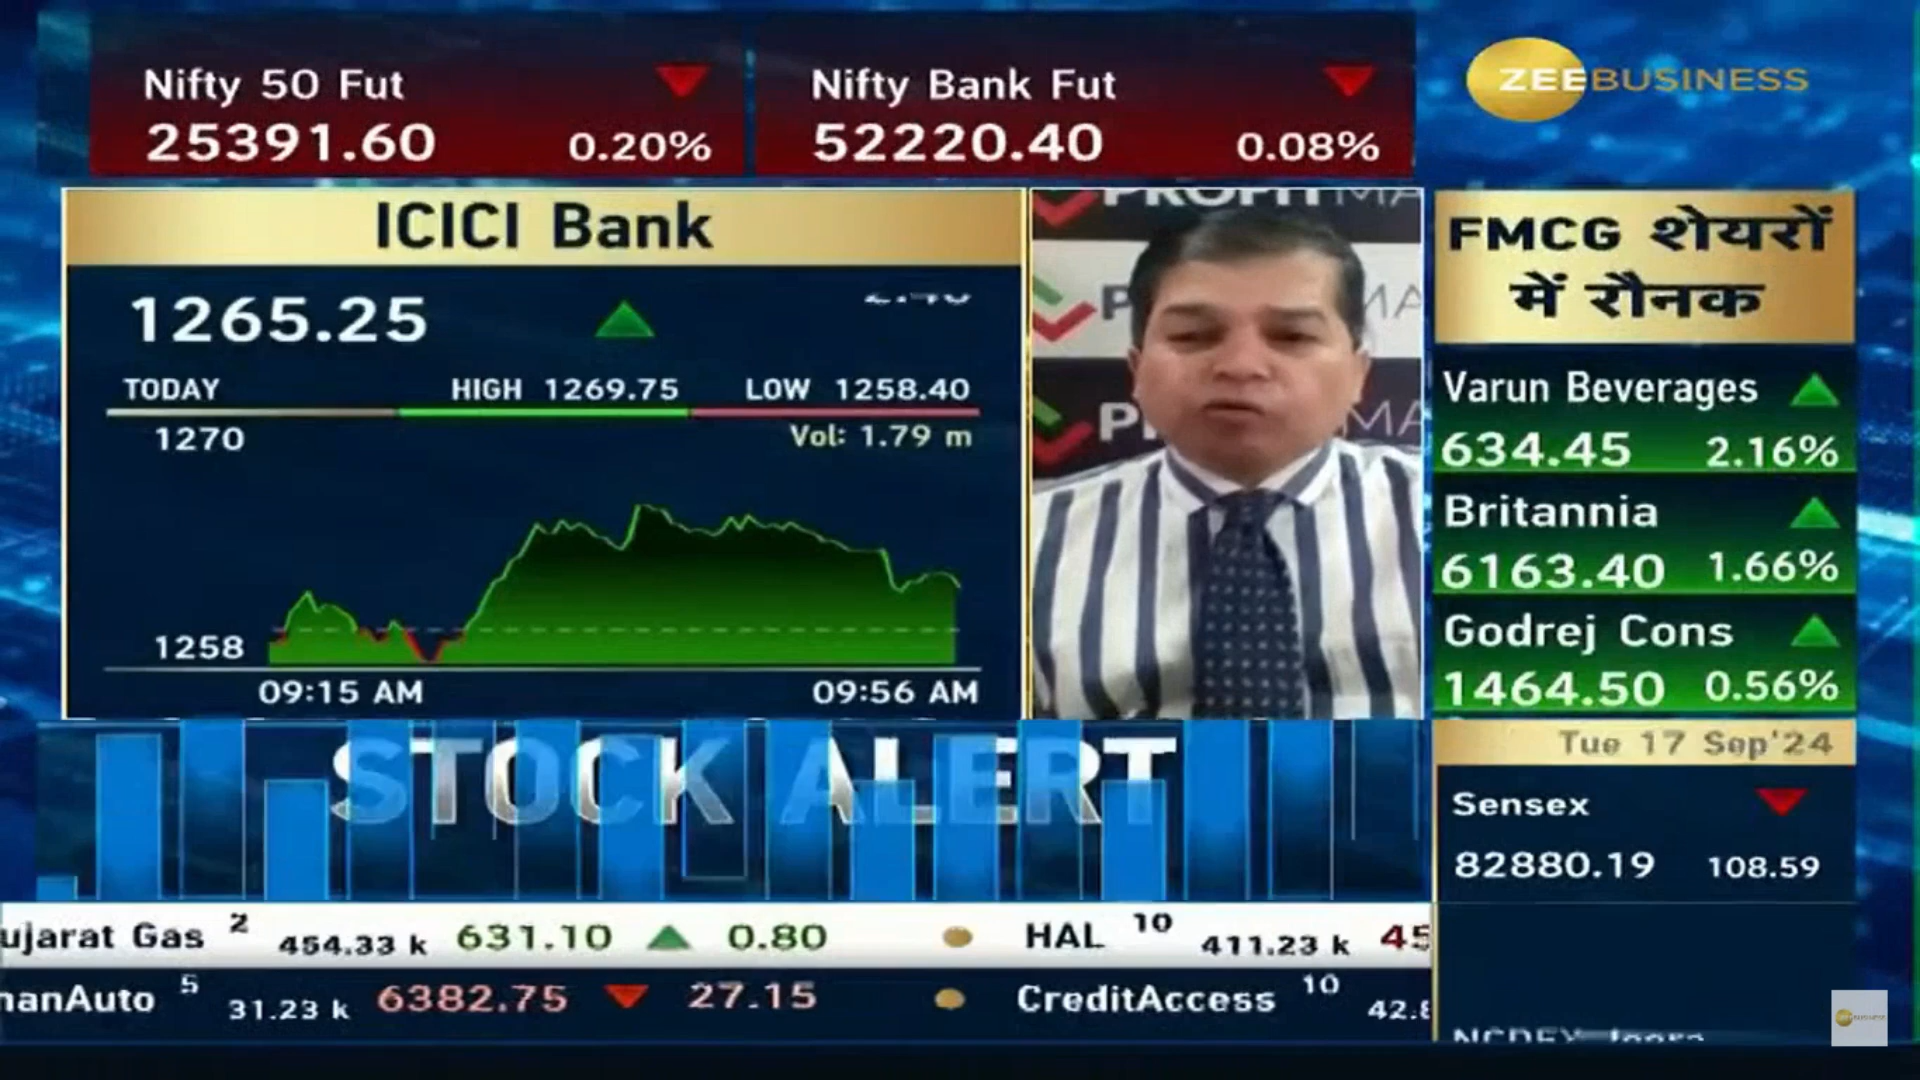 Nifty 50 Fut
25391.60 0.20%
Nifty Bank Fut
52220.40 0.08%
ZEEBUSINESS
ICICI Bank
1265.25
TODAY HIGH 1269.75 LOW 1258.40
1270 Vol: 1.79 m
1258
09:15 AM 09:56 AM
FMCG शेयरों
में रौनक
Varun Beverages
634.45 2.16%
Britannia
6163.40 1.66%
Godrej Cons
1464.50 0.56%
Tue 17 Sep'24
Sensex
82880.19 108.59
STOCK ALERT
ujarat Gas 2 454.33 k 631.10 0.80 HAL 10 411.23 k 45
nanAuto 5 31.23 k 6382.75 27.15 CreditAccess 10 42.8